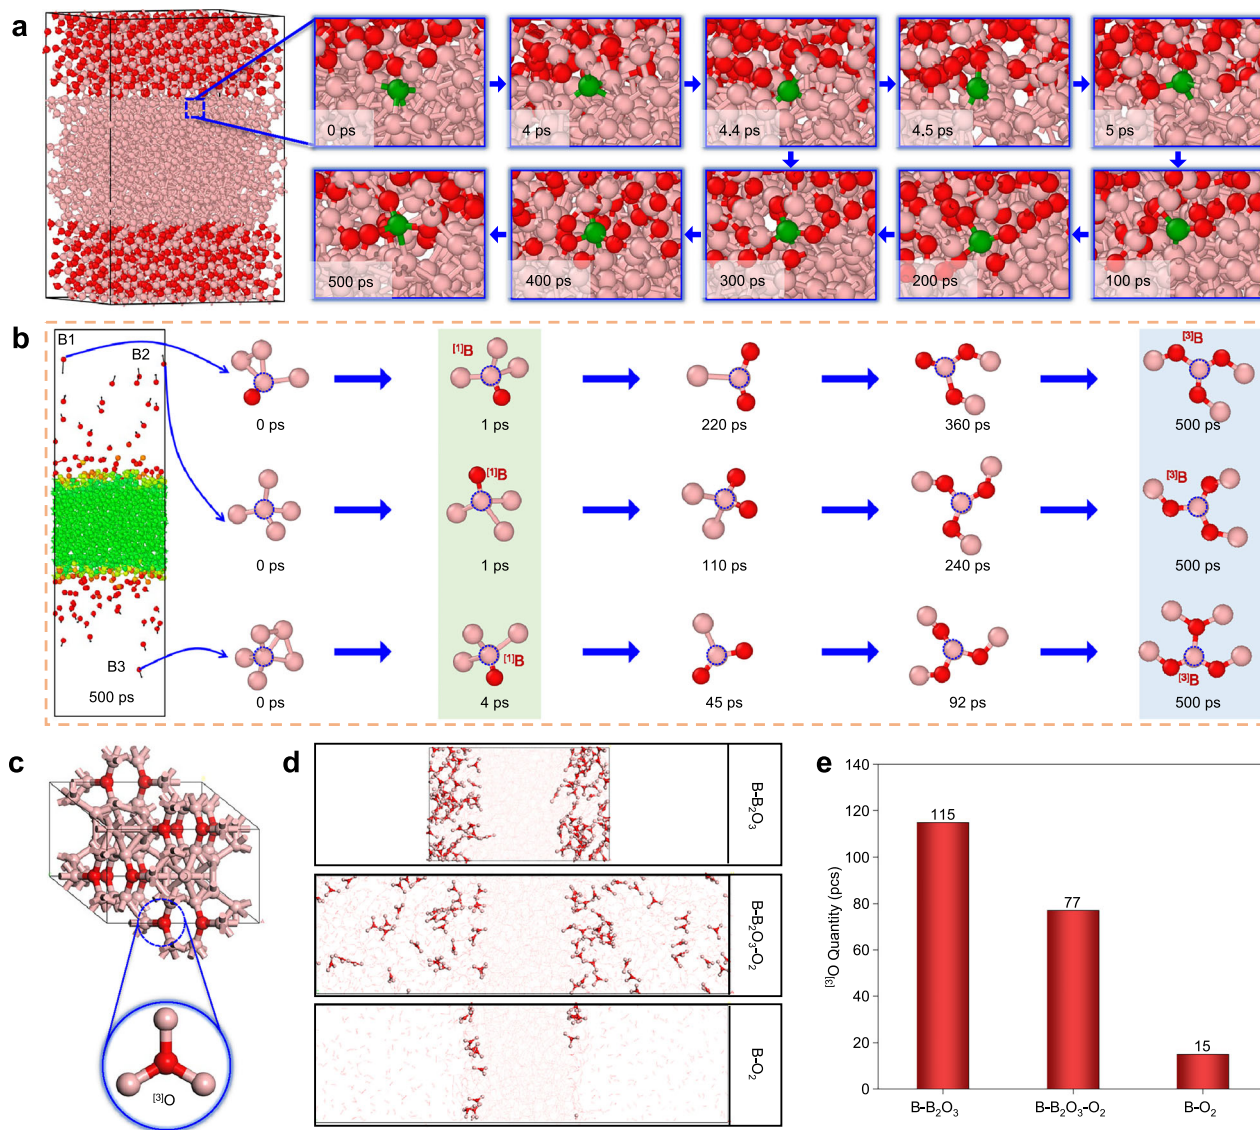 a
0 ps
4 ps
4.4 ps
4.5 ps
5 ps
500 ps
400 ps
300 ps
200 ps
100 ps
b
B1
B2
B3
500 ps
[1]B
[3]B
0 ps
1 ps
220 ps
360 ps
500 ps
[1]B
[3]B
0 ps
1 ps
110 ps
240 ps
500 ps
[1]B
[3]B
0 ps
4 ps
45 ps
92 ps
500 ps
c
[3]O
d
B-B₂O₃
B-B₂O₃-O₂
B-O₂
e
[3]O Quantity (pcs)
140
120
100
80
60
40
20
0
115
77
15
B-B₂O₃
B-B₂O₃-O₂
B-O₂